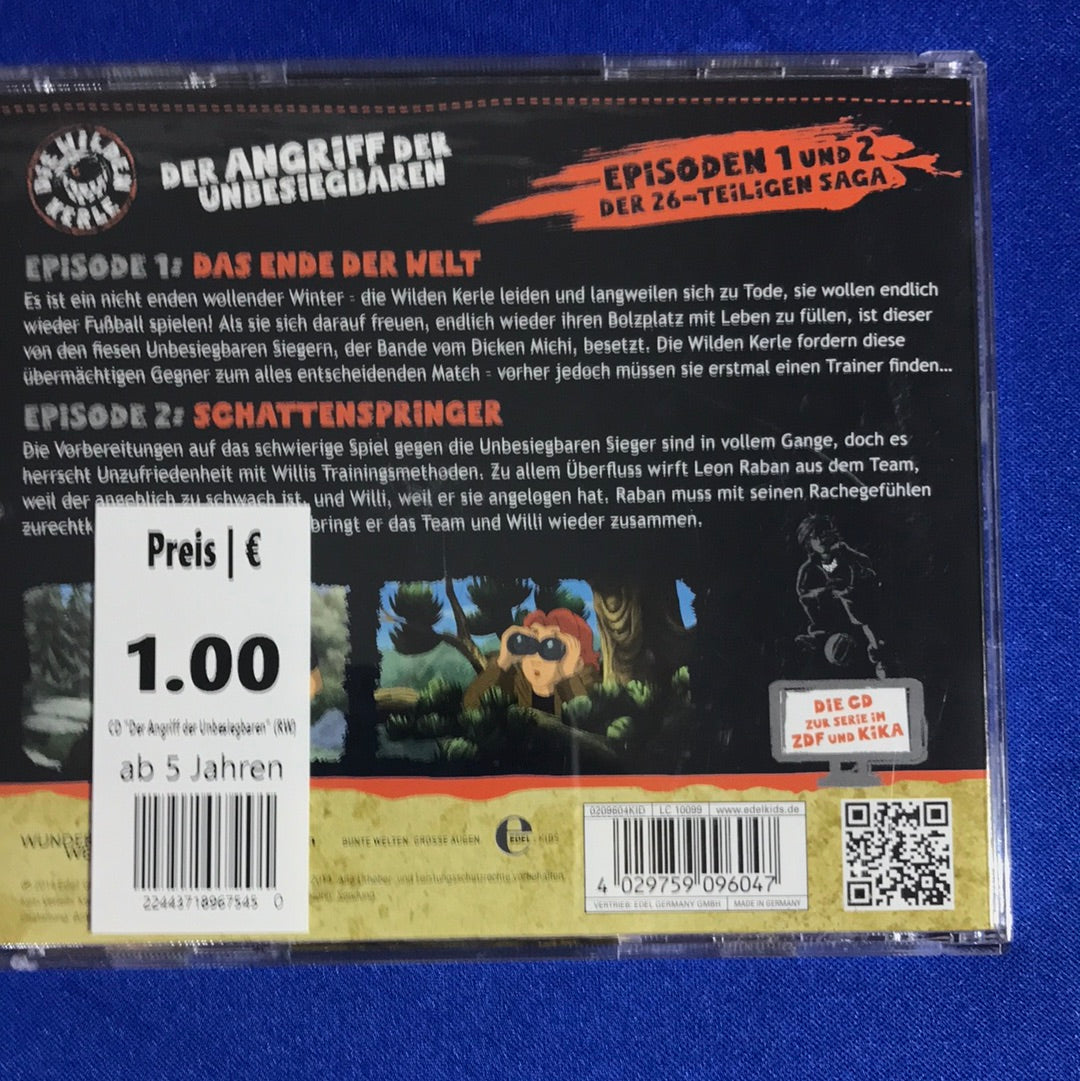 DIE WILDEN KERLE
DER ANGRIFF DER
UNBESIEGBAREN
EPISODEN 1 UND 2
DER 26-TEILIGEN SAGA
EPISODE 1: DAS ENDE DER WELT
Es ist ein nicht enden wollender Winter - die Wilden Kerle leiden und langweilen sich zu Tode, sie wollen endlich
wieder Fußball spielen! Als sie sich darauf freuen, endlich wieder ihren Bolzplatz mit Leben zu füllen, ist dieser
von den fiesen Unbesiegbaren Siegern, der Bande vom Dicken Michi, besetzt. Die Wilden Kerle fordern diese
übermächtigen Gegner zum alles entscheidenden Match - vorher jedoch müssen sie erstmal einen Trainer finden...
EPISODE 2: SCHATTENSPRINGER
Die Vorbereitungen auf das schwierige Spiel gegen die Unbesiegbaren Sieger sind in vollem Gange, doch es
herrscht Unzufriedenheit mit Willis Trainingsmethoden. Zu allem Überfluss wirft Leon Raban aus dem Team,
weil der angeblich zu schwach ist, und Willi, weil er sie angelogen hat. Raban muss mit seinen Rachegefühlen
zurechtk bringt er das Team und Willi wieder zusammen.
Preis | €
1.00
CD "Der Angriff der Unbesiegbaren" (RW)
ab 5 Jahren
22443718967545 0
DIE CD
ZUR SERIE IM
ZDF UND KiKA
WUNDER
BUNTE WELTEN. GROSSE AUGEN
e
EDEL:KIDS
0209604KID LC 10099 www.edelkids.de
4 029759 096047
VERTRIEB: EDEL GERMANY GMBH MADE IN GERMANY